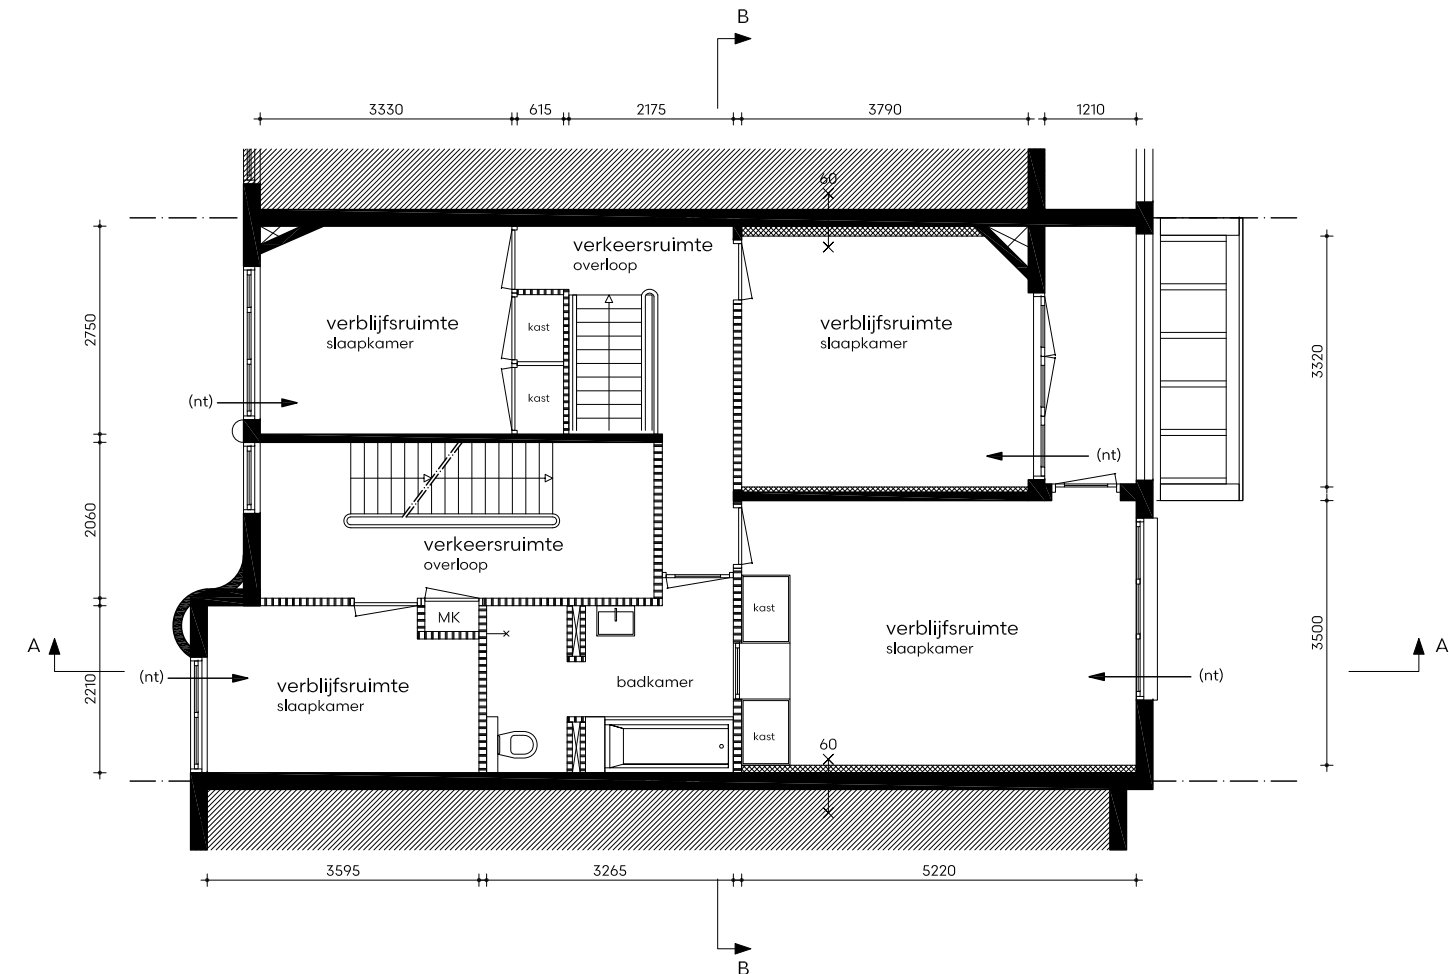 B
3330
615
2175
3790
1210
60
verkeersruimte
overloop
verblijfsruimte
slaapkamer
kast
verblijfsruimte
slaapkamer
2750
3320
kast
(nt)
(nt)
2060
verkeersruimte
overloop
kast
MK
verblijfsruimte
slaapkamer
3500
A
A
2210
(nt)
verblijfsruimte
slaapkamer
badkamer
(nt)
kast
60
3595
3265
5220
B